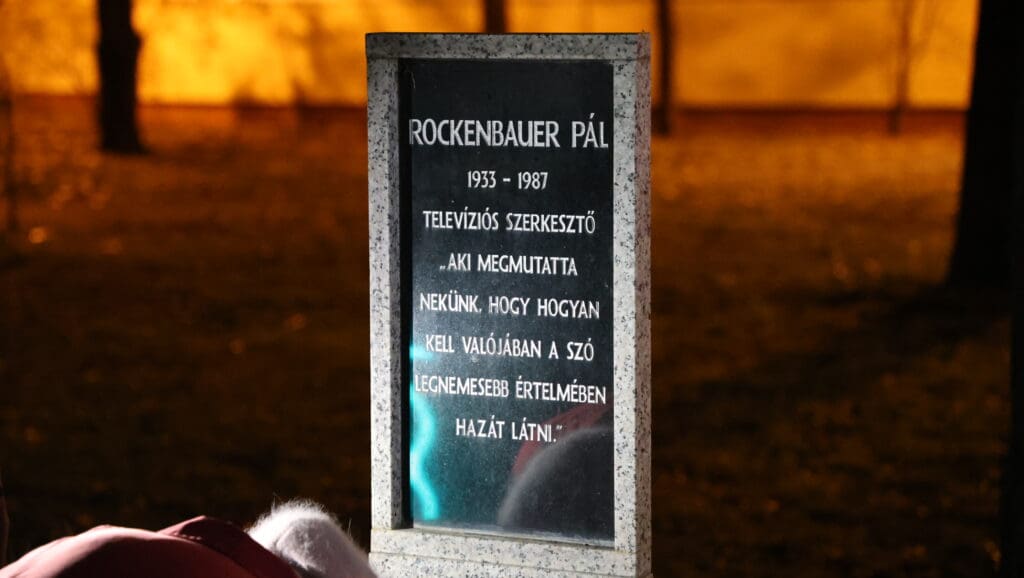 ROCKENBAUER PÁL
1933 - 1987
TELEVÍZIÓS SZERKESZTŐ
„AKI MEGMUTATTA
NEKÜNK, HOGY HOGYAN
KELL VALÓJÁBAN A SZÓ
LEGNEMESEBB ÉRTELMÉBEN
HAZÁT LÁTNI.”